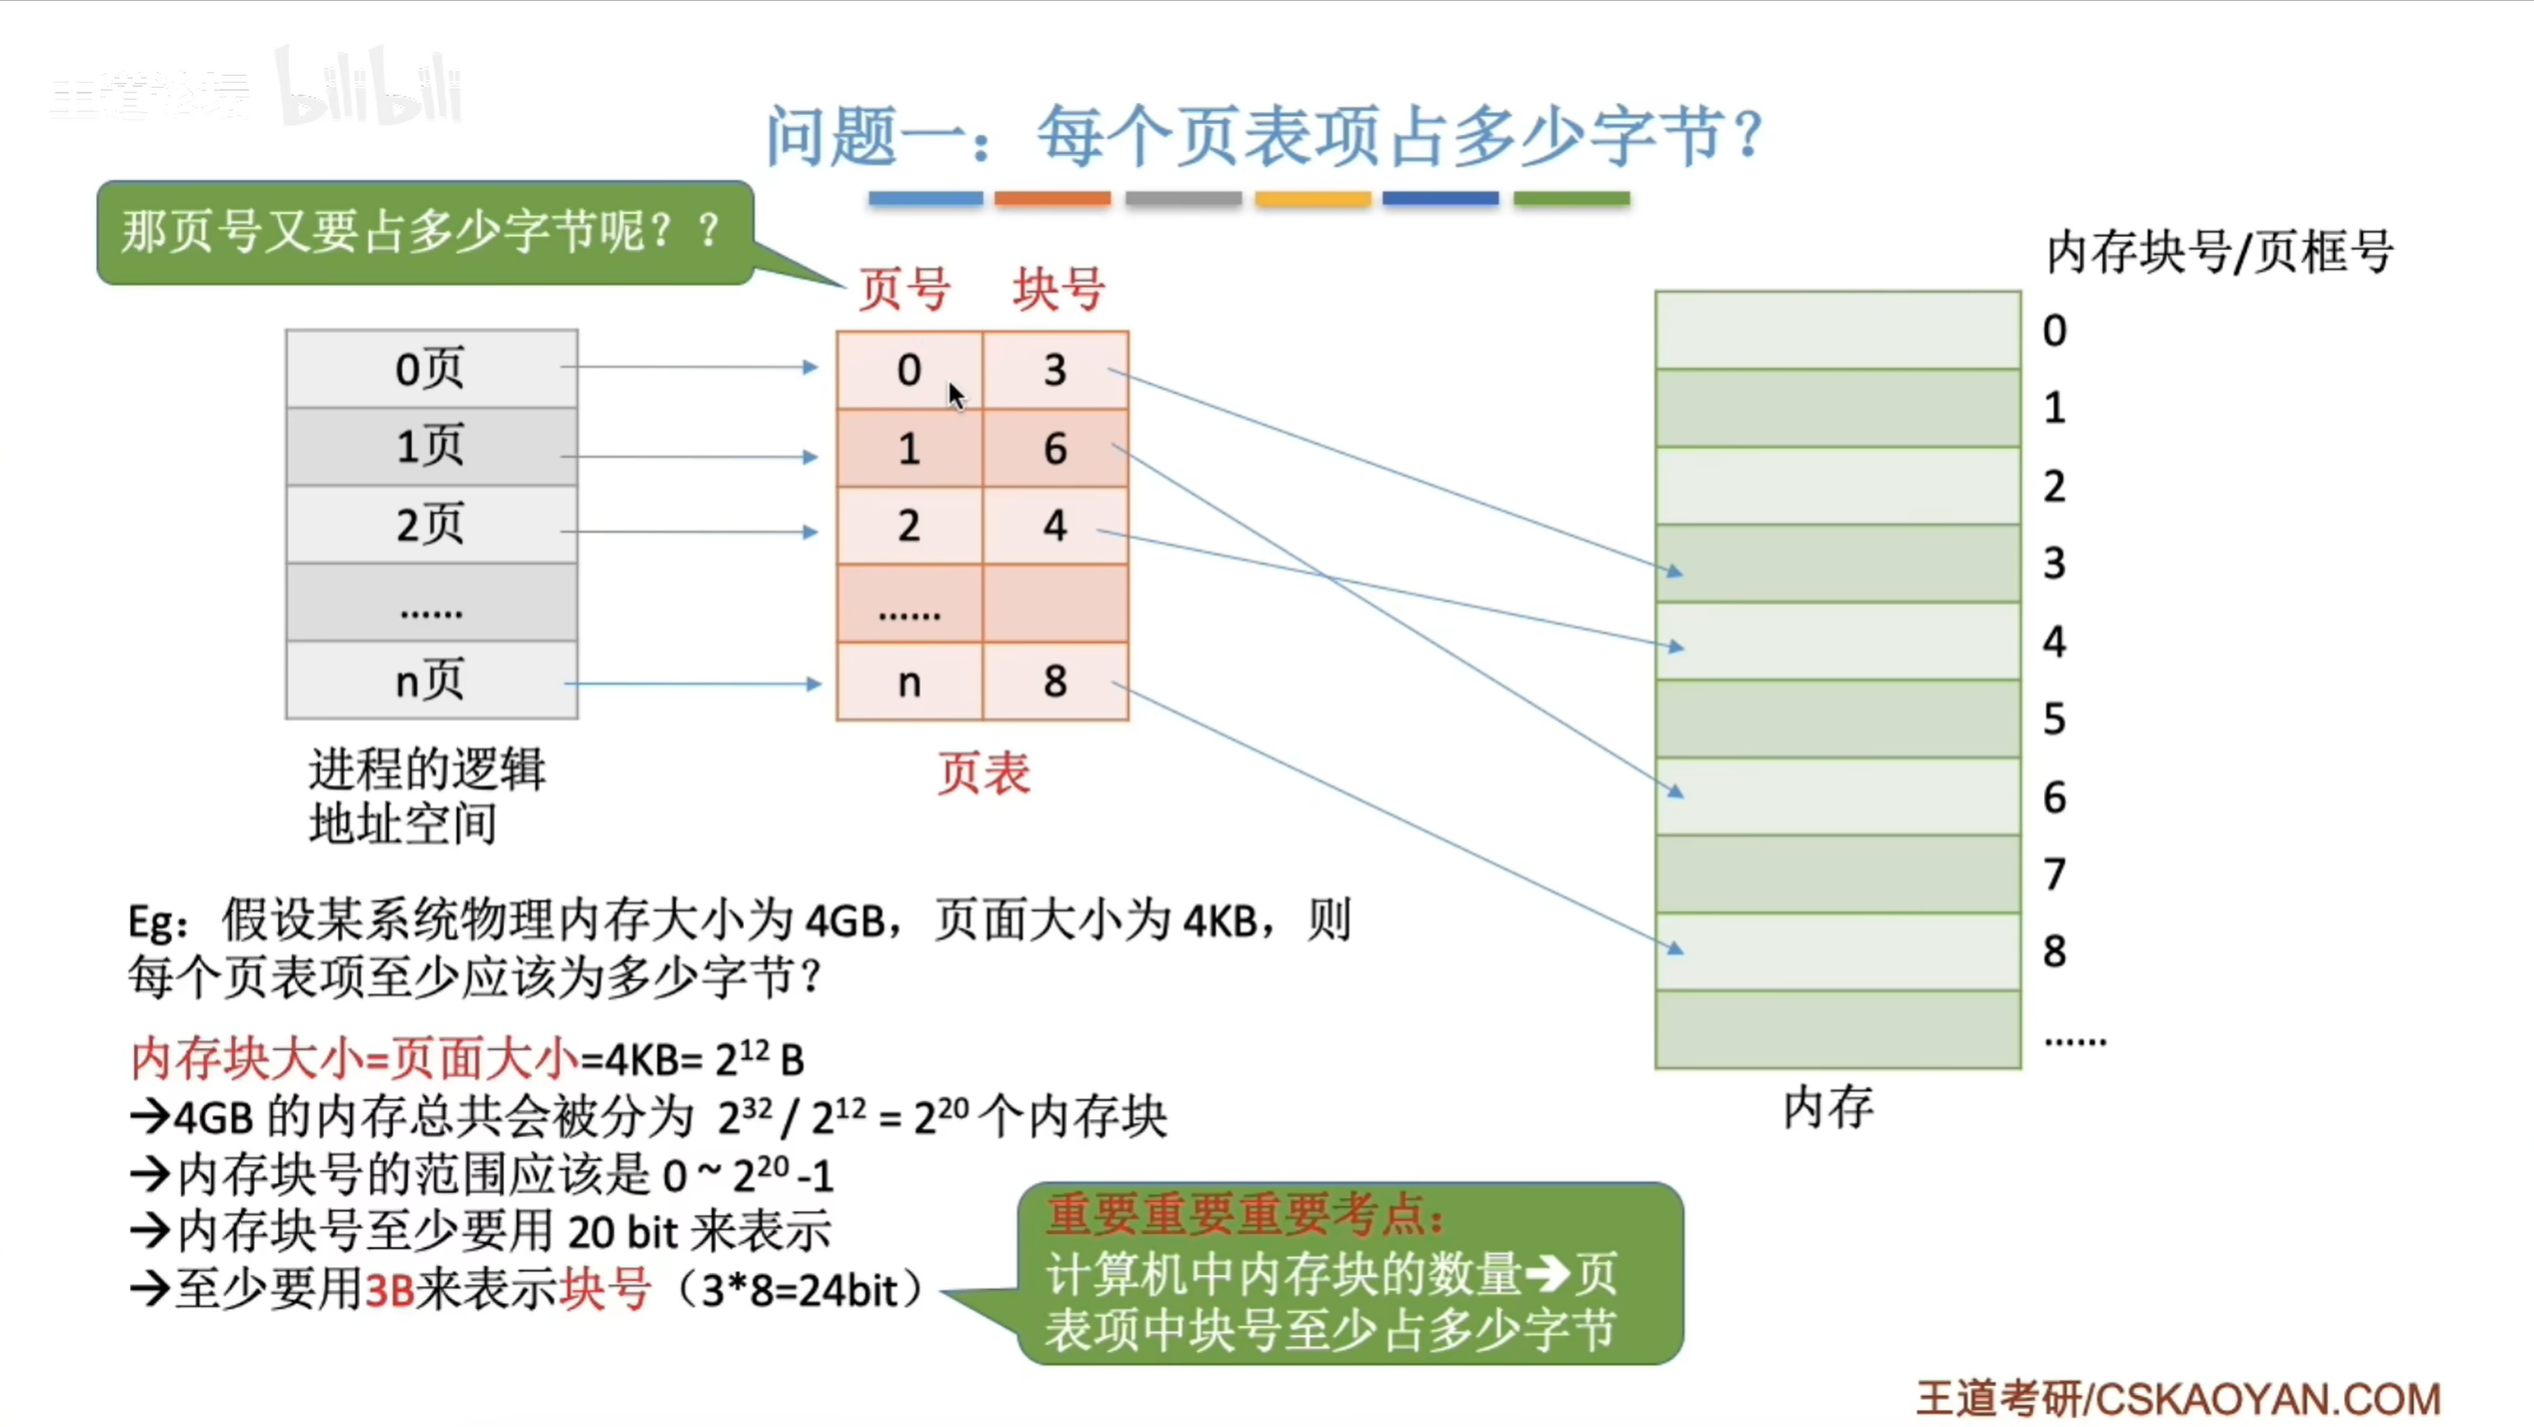 王道论坛 bilibili
问题一：每个页表项占多少字节？
那页号又要占多少字节呢？？
页号 块号
0页
1页
2页
......
n页
0 3
1 6
2 4
......
n 8
进程的逻辑
地址空间
页表
内存块号/页框号
0
1
2
3
4
5
6
7
8
......
内存
Eg：假设某系统物理内存大小为 4GB，页面大小为 4KB，则
每个页表项至少应该为多少字节？
内存块大小=页面大小=4KB= 2¹² B
→4GB 的内存总共会被分为 2³² / 2¹² = 2²⁰ 个内存块
→内存块号的范围应该是 0 ~ 2²⁰ -1
→内存块号至少要用 20 bit 来表示
→至少要用3B来表示块号（3*8=24bit）
重要重要重要考点：
计算机中内存块的数量→页
表项中块号至少占多少字节
王道考研/CSKAOYAN.COM